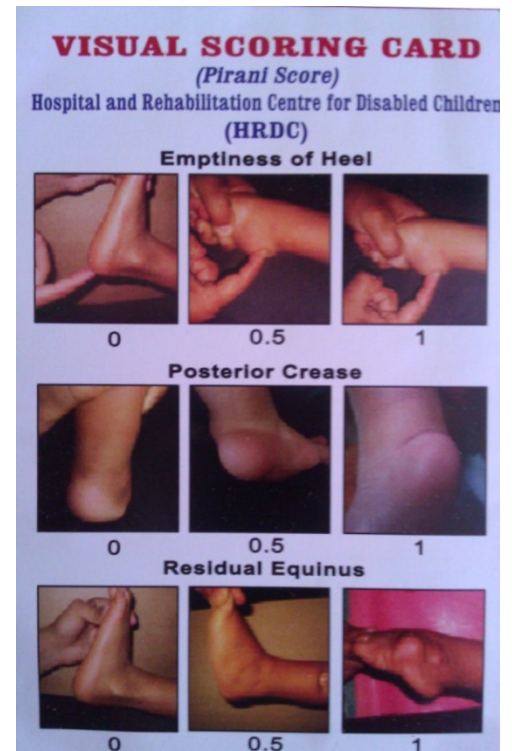 VISUAL SCORING CARD
(Pirani Score)
Hospital and Rehabilitation Centre for Disabled Children
(HRDC)
Emptiness of Heel
0 0.5 1
Posterior Crease
0 0.5 1
Residual Equinus
0 0.5 1